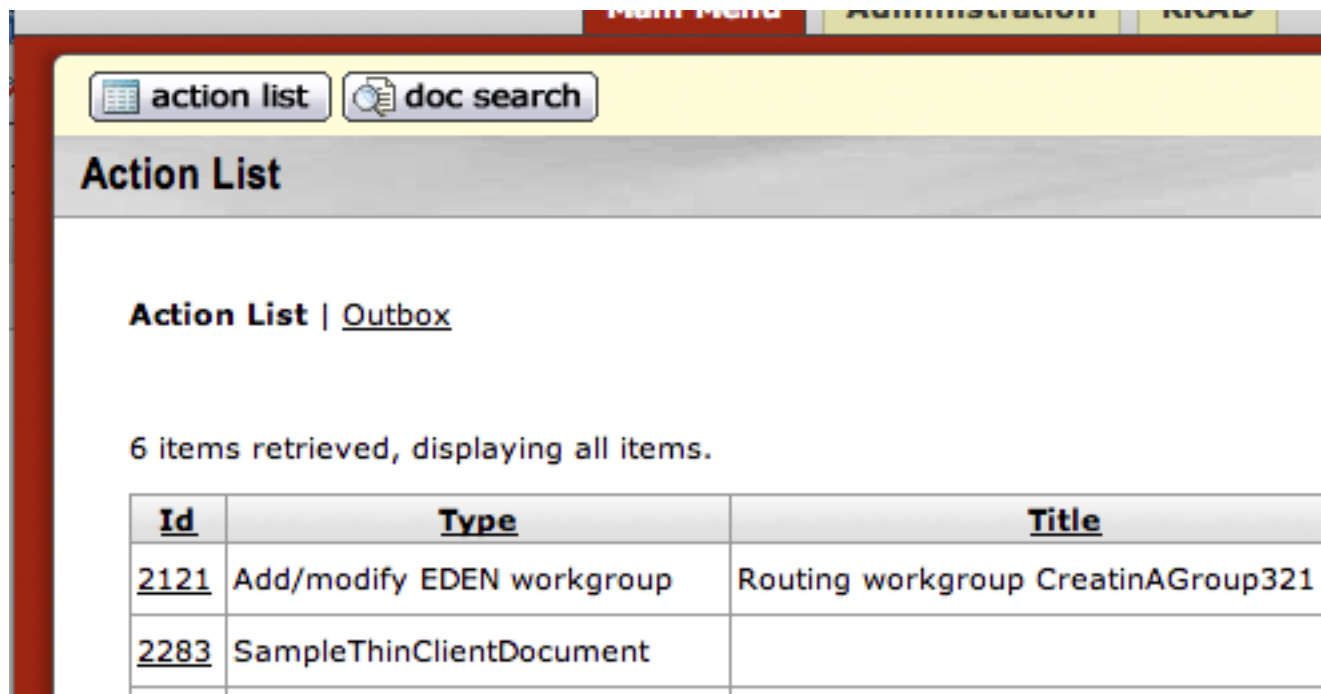 Main Menu Administration KRAD
action list doc search
Action List
Action List | Outbox
6 items retrieved, displaying all items.
Id Type Title
2121 Add/modify EDEN workgroup Routing workgroup CreatinAGroup321
2283 SampleThinClientDocument